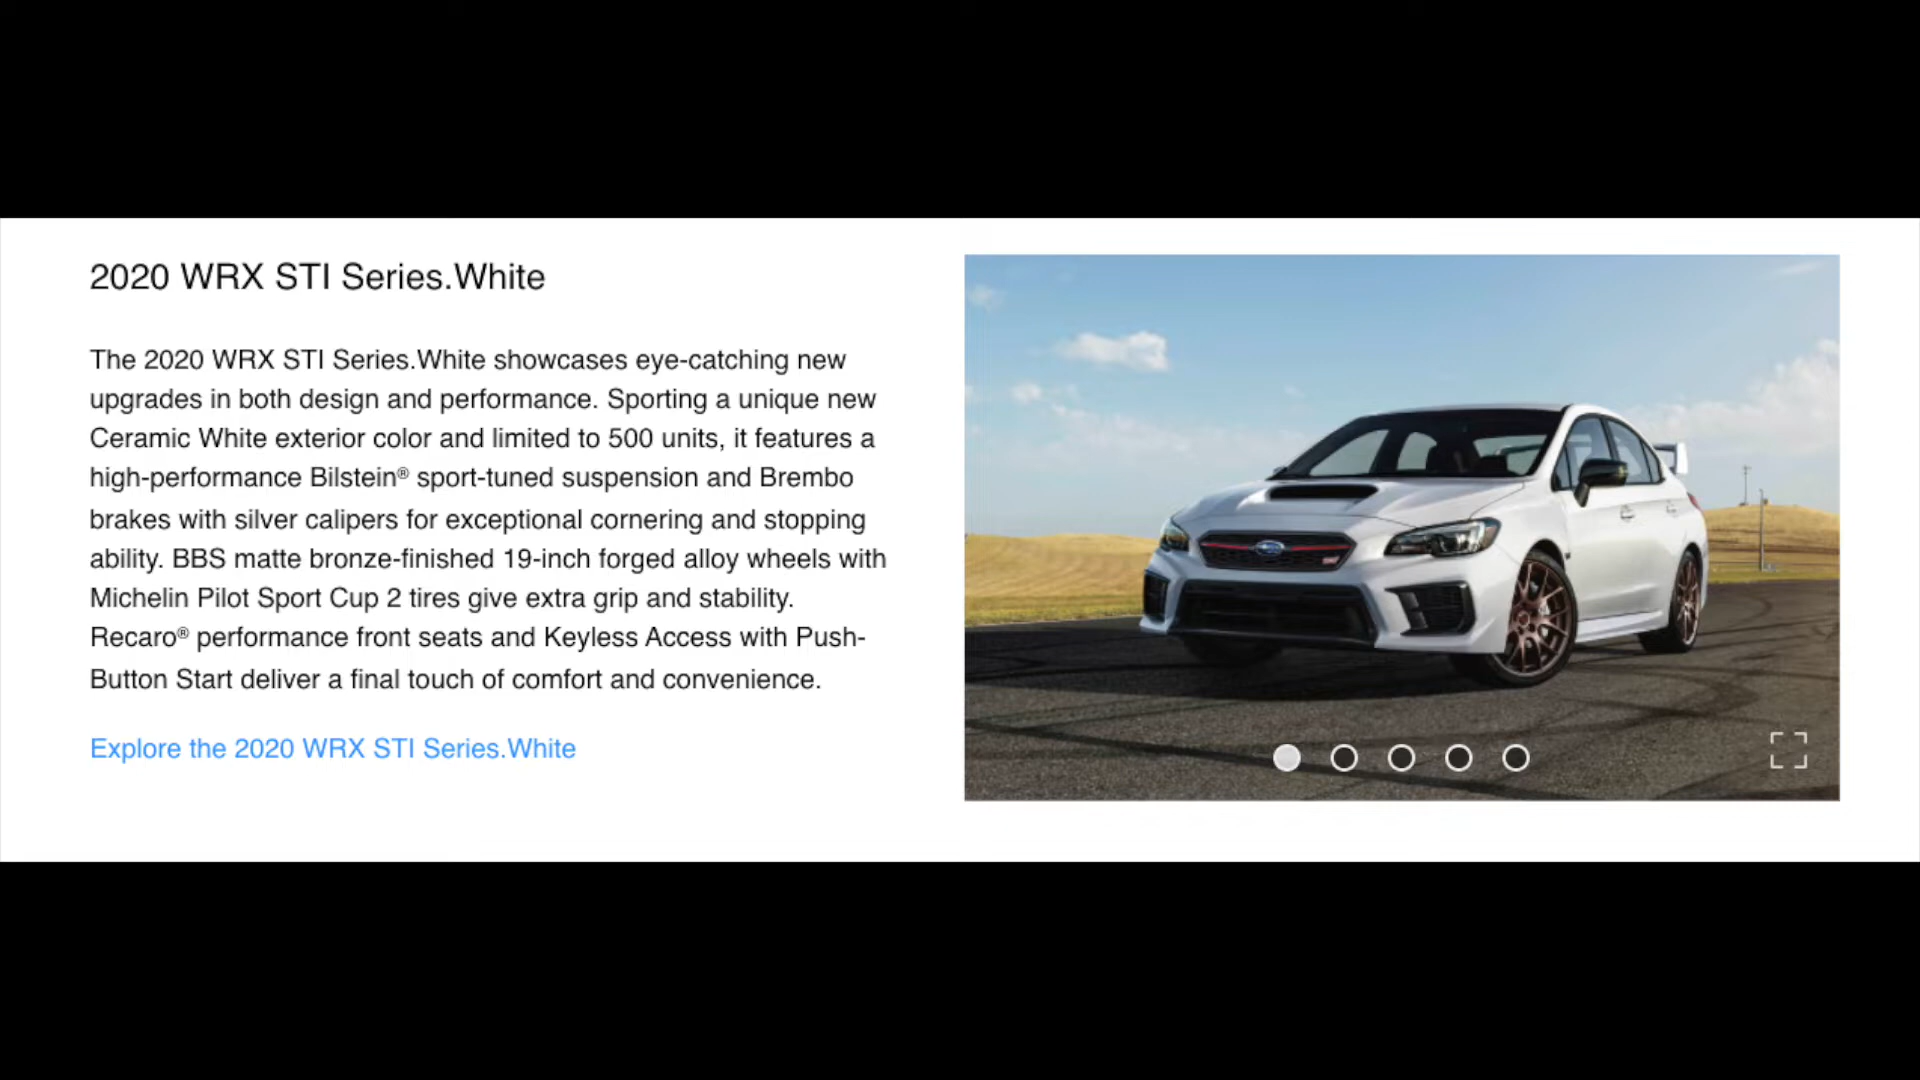 2020 WRX STI Series.White
The 2020 WRX STI Series.White showcases eye-catching new
upgrades in both design and performance. Sporting a unique new
Ceramic White exterior color and limited to 500 units, it features a
high-performance Bilstein® sport-tuned suspension and Brembo
brakes with silver calipers for exceptional cornering and stopping
ability. BBS matte bronze-finished 19-inch forged alloy wheels with
Michelin Pilot Sport Cup 2 tires give extra grip and stability.
Recaro® performance front seats and Keyless Access with Push-
Button Start deliver a final touch of comfort and convenience.
Explore the 2020 WRX STI Series.White